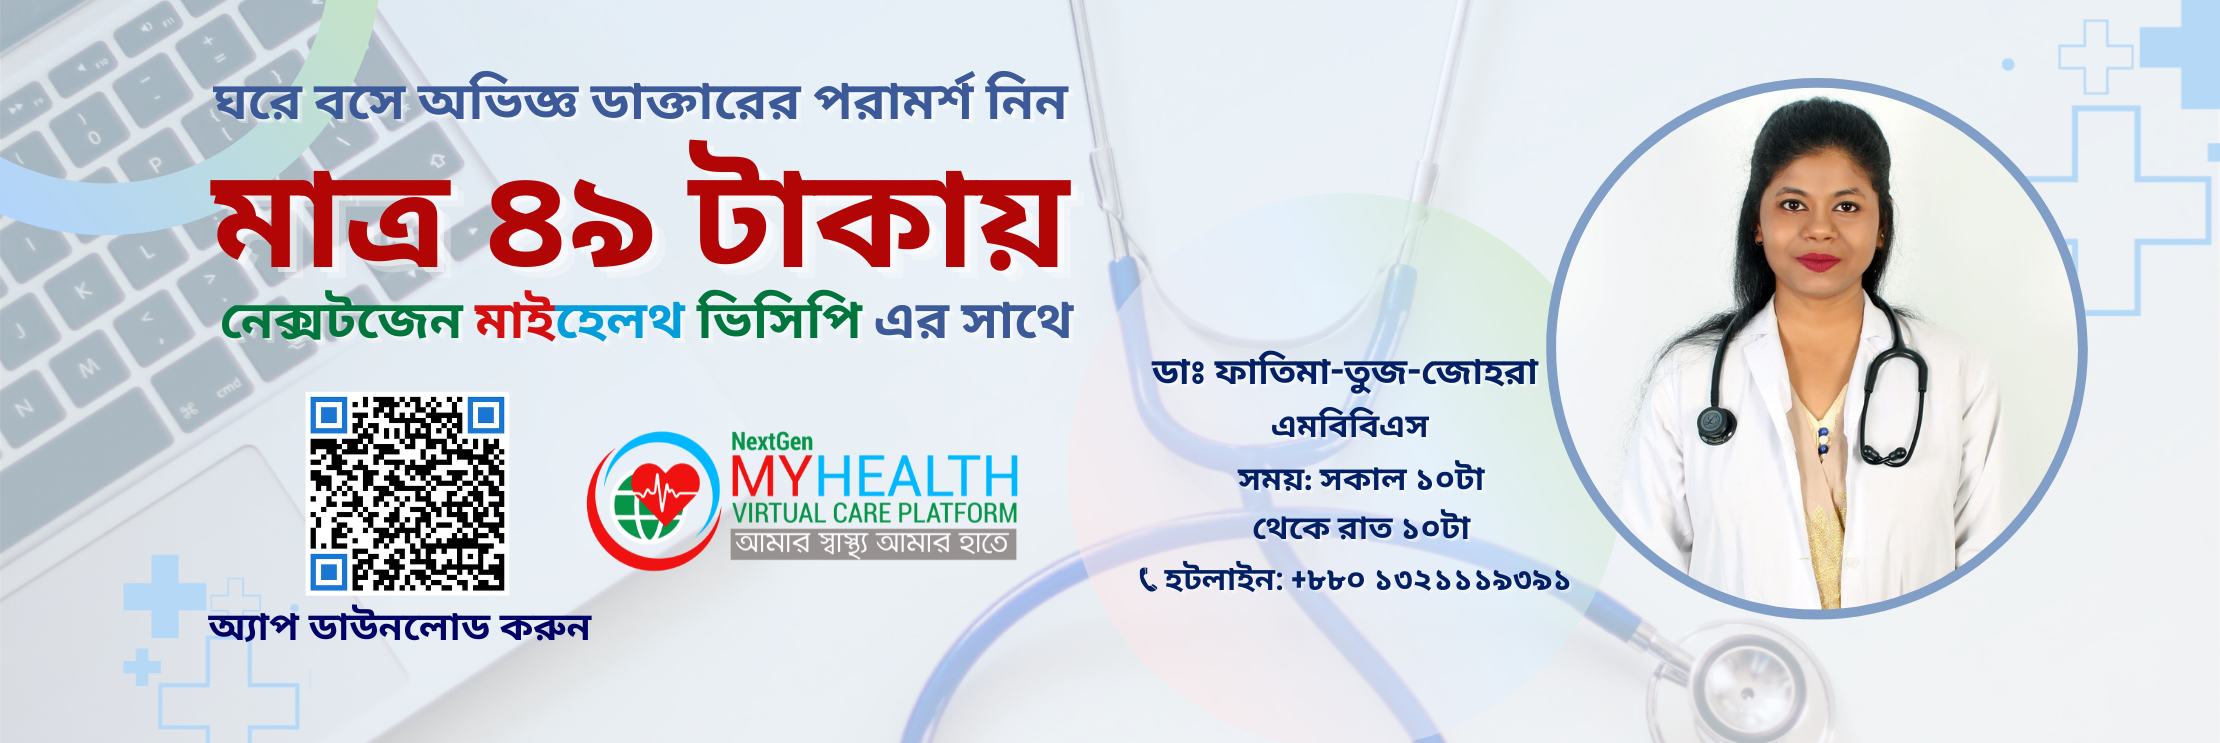 ঘরে বসে অভিজ্ঞ ডাক্তারের পরামর্শ নিন
মাত্র ৪৯ টাকায়
নেক্সটজেন মাইহেলথ ভিসিপি এর সাথে
অ্যাপ ডাউনলোড করুন
NextGen
MYHEALTH
VIRTUAL CARE PLATFORM
আমার স্বাস্থ্য আমার হাতে
ডাঃ ফাতিমা-তুজ-জোহরা
এমবিবিএস
সময়: সকাল ১০টা
থেকে রাত ১০টা
হটলাইন: +৮৮০ ১৩২১১১৯৩৯১